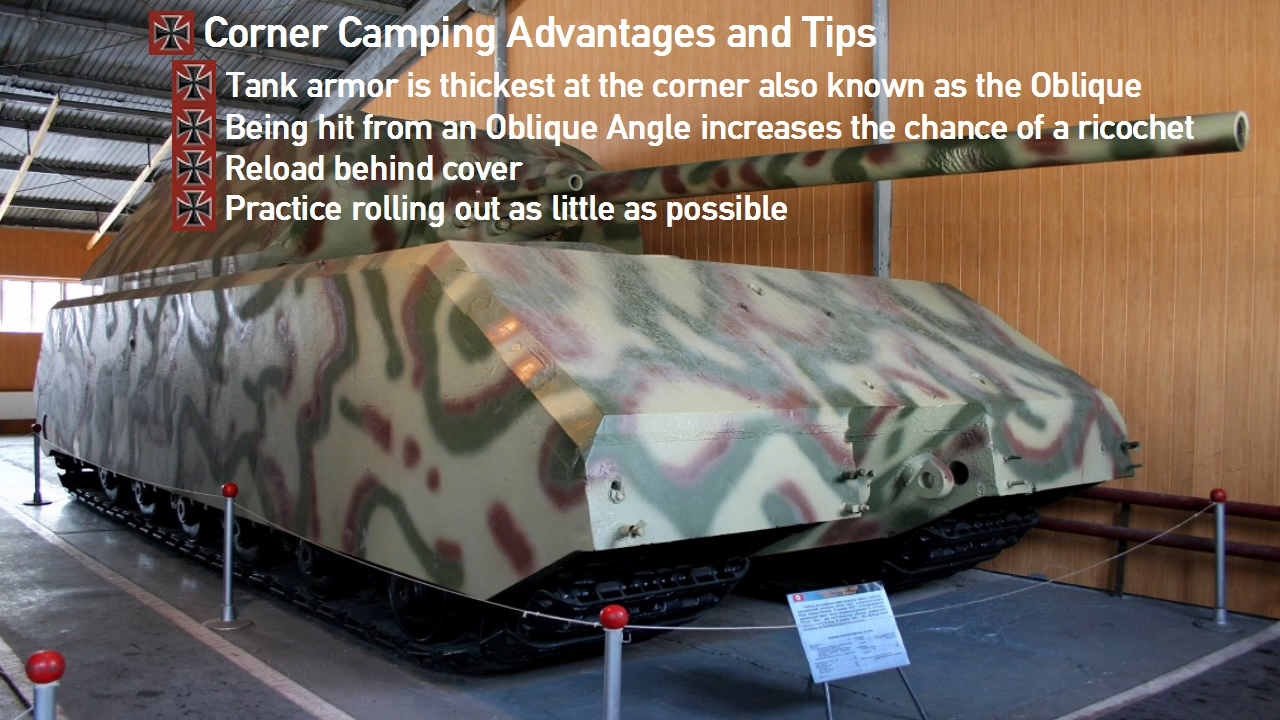 Corner Camping Advantages and Tips
Tank armor is thickest at the corner also known as the Oblique
Being hit from an Oblique Angle increases the chance of a ricochet
Reload behind cover
Practice rolling out as little as possible